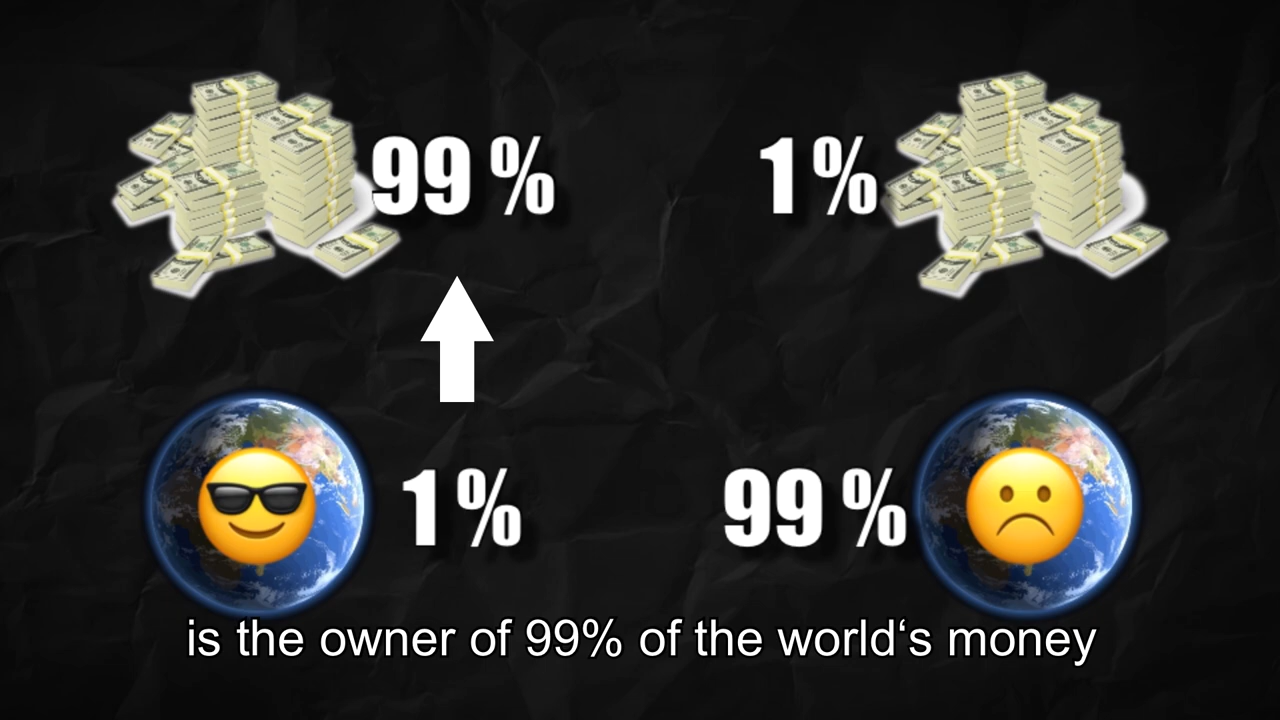 99 % 1 %
1 % 99 %
is the owner of 99% of the world‘s money